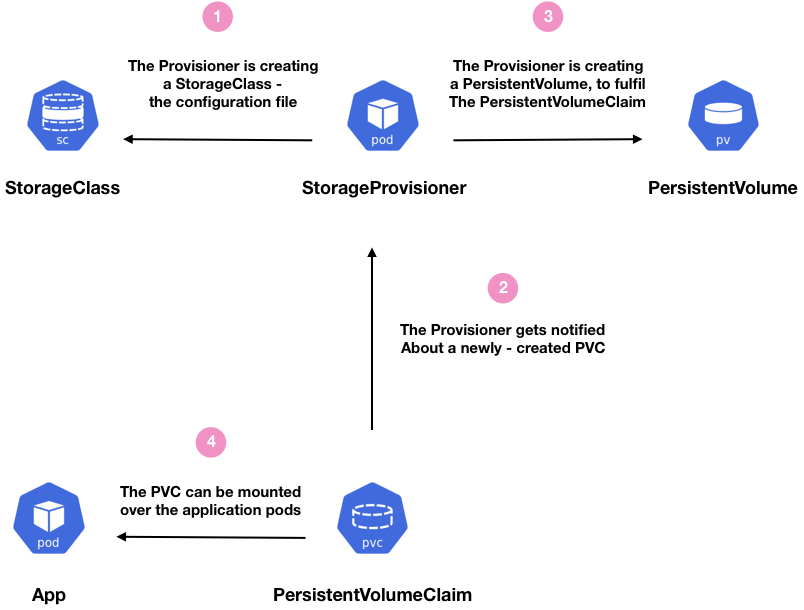 1
The Provisioner is creating
a StorageClass -
the configuration file
3
The Provisioner is creating
a PersistentVolume, to fulfil
The PersistentVolumeClaim
sc
pod
pv
StorageClass
StorageProvisioner
PersistentVolume
2
The Provisioner gets notified
About a newly - created PVC
4
The PVC can be mounted
over the application pods
pod
pvc
App
PersistentVolumeClaim